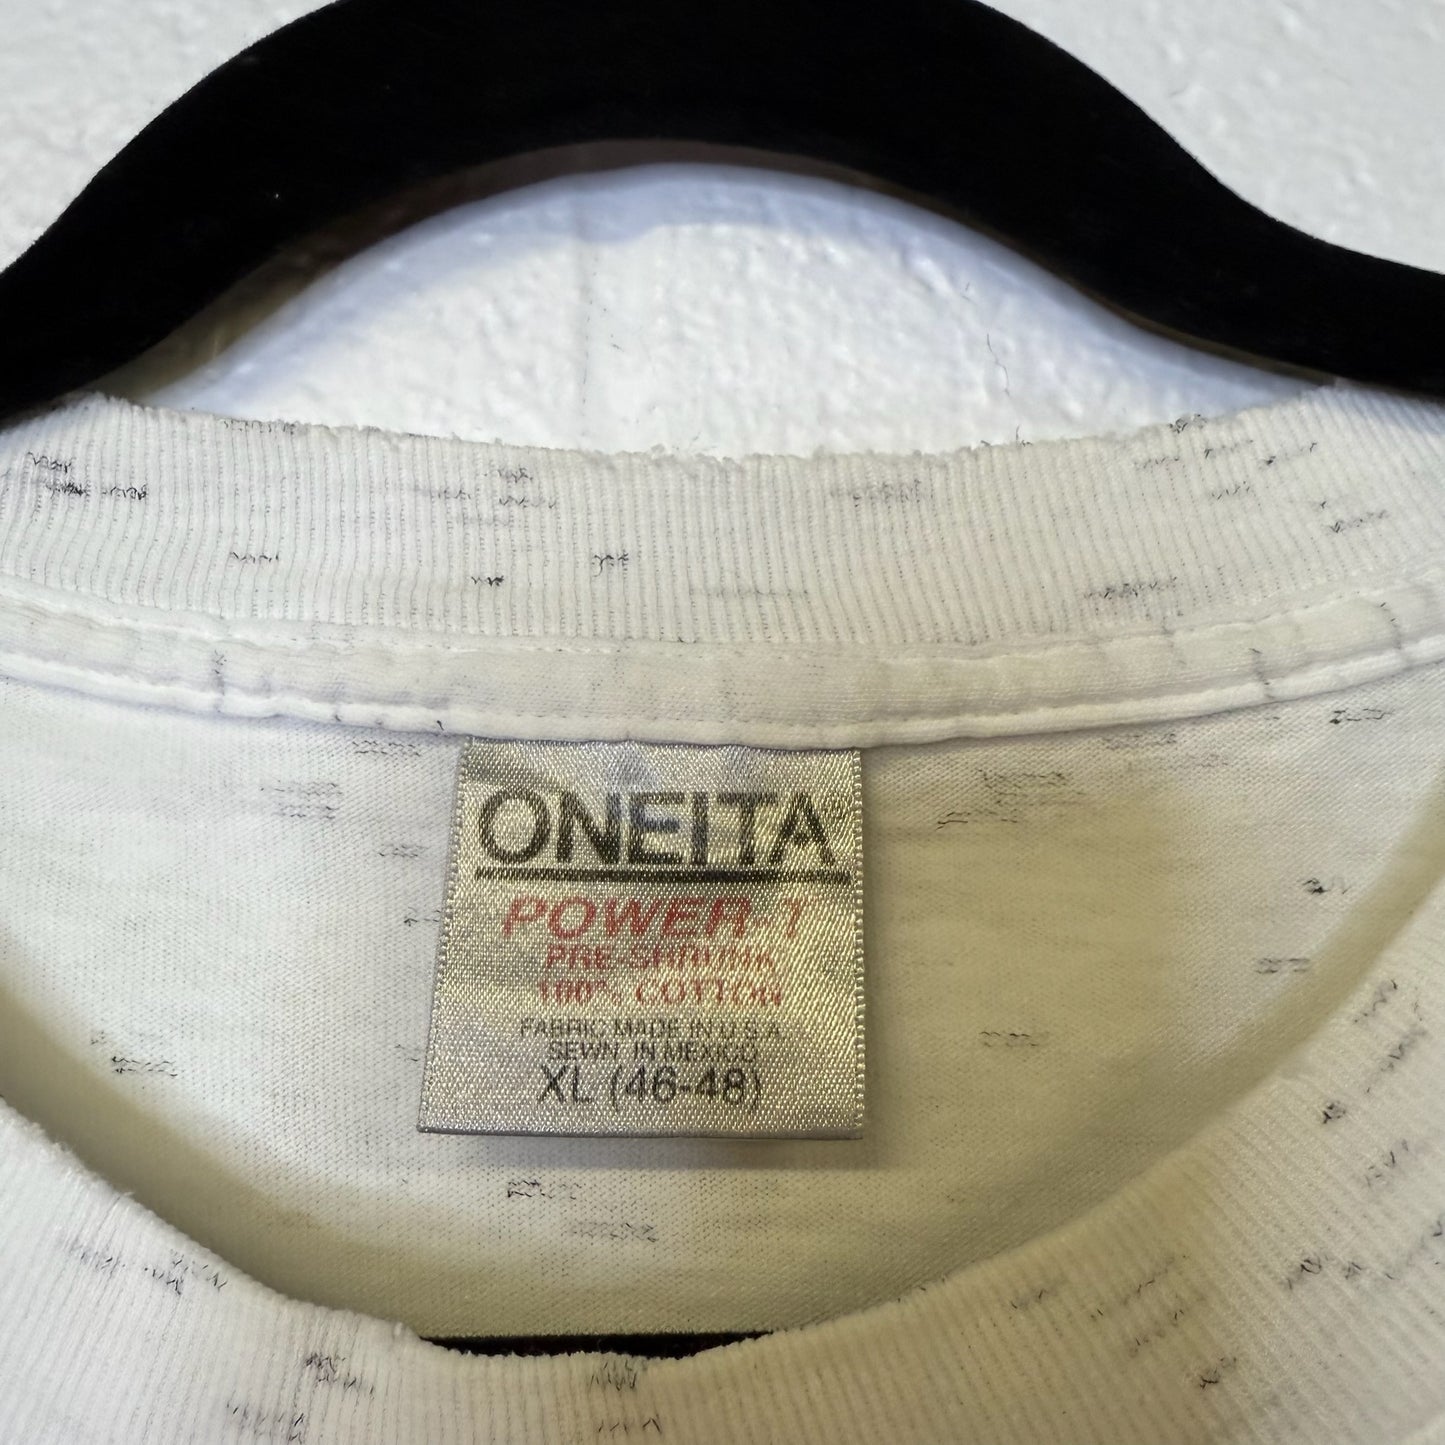 ONEITA
POWER-T
PRE-SHRUNK
100% COTTON
FABRIC MADE IN U.S.A.
SEWN IN MEXICO
XL (46-48)